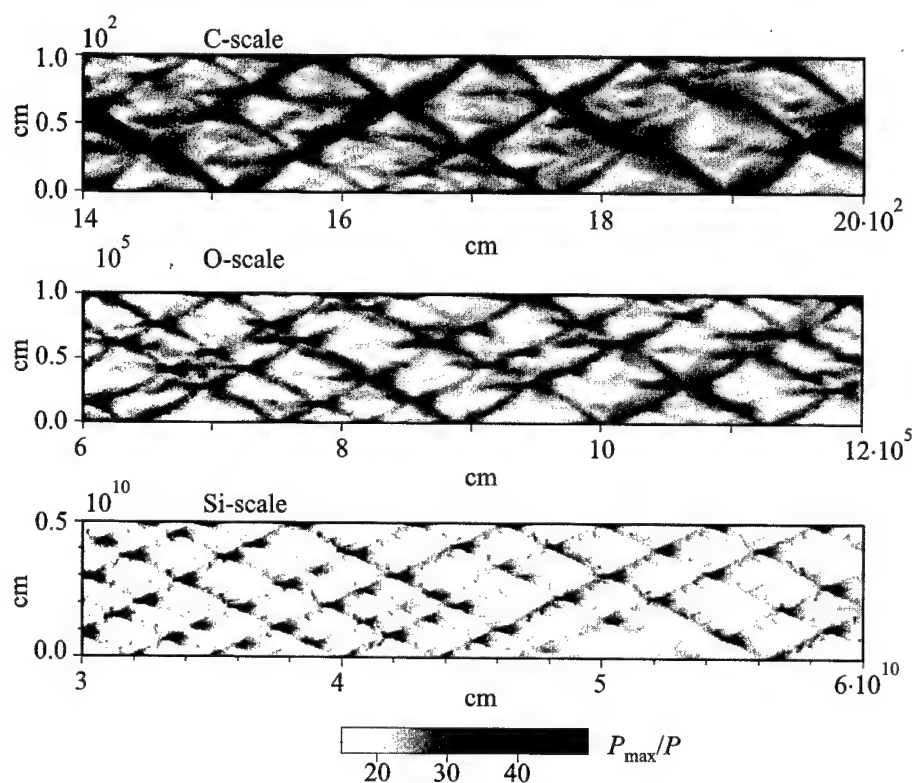 10² C-scale
1.0
0.5
0.0
cm
14 16 18 20·10²
cm
10⁵ O-scale
1.0
0.5
0.0
cm
6 8 10 12·10⁵
cm
10¹⁰ Si-scale
0.5
0.0
cm
3 4 5 6·10¹⁰
cm
P_max/P
20 30 40